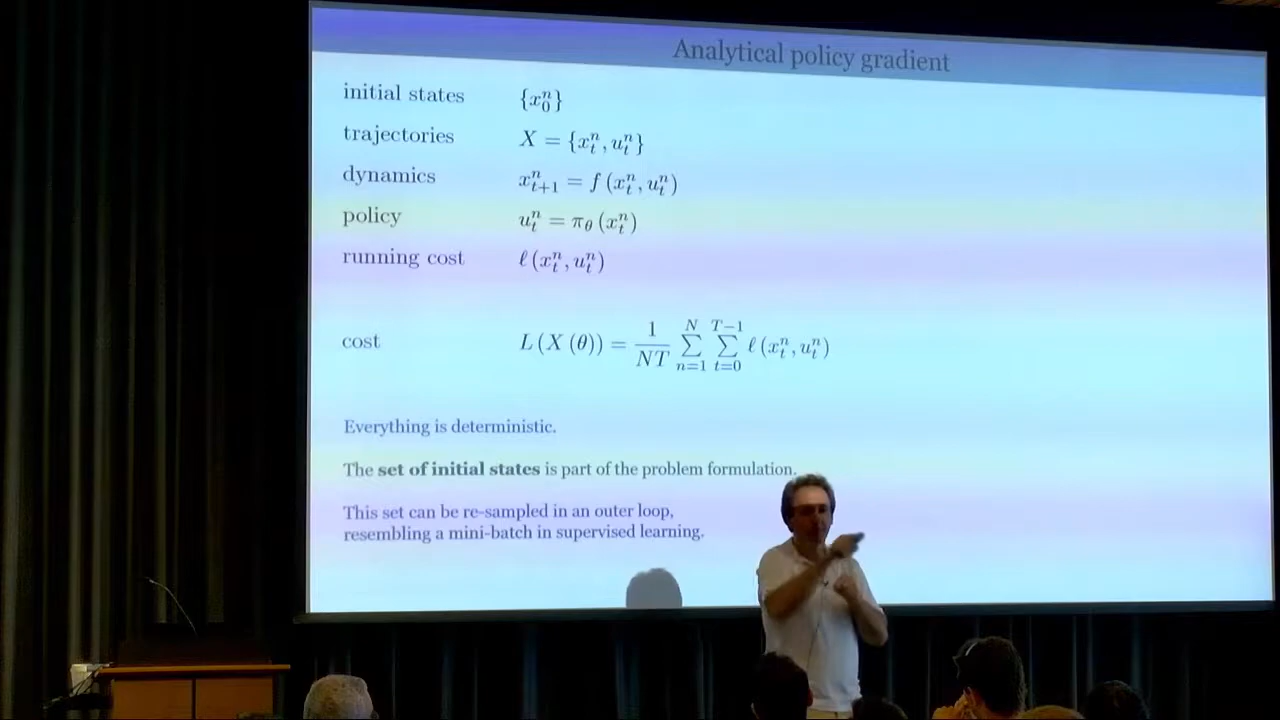 Analytical policy gradient
initial states {x_0^n}
trajectories X = {x_t^n, u_t^n}
dynamics x_{t+1}^n = f (x_t^n, u_t^n)
policy u_t^n = π_θ (x_t^n)
running cost ℓ (x_t^n, u_t^n)
cost L (X (θ)) = \frac{1}{NT} \sum_{n=1}^{N} \sum_{t=0}^{T-1} ℓ (x_t^n, u_t^n)
Everything is deterministic.
The set of initial states is part of the problem formulation.
This set can be re-sampled in an outer loop,
resembling a mini-batch in supervised learning.